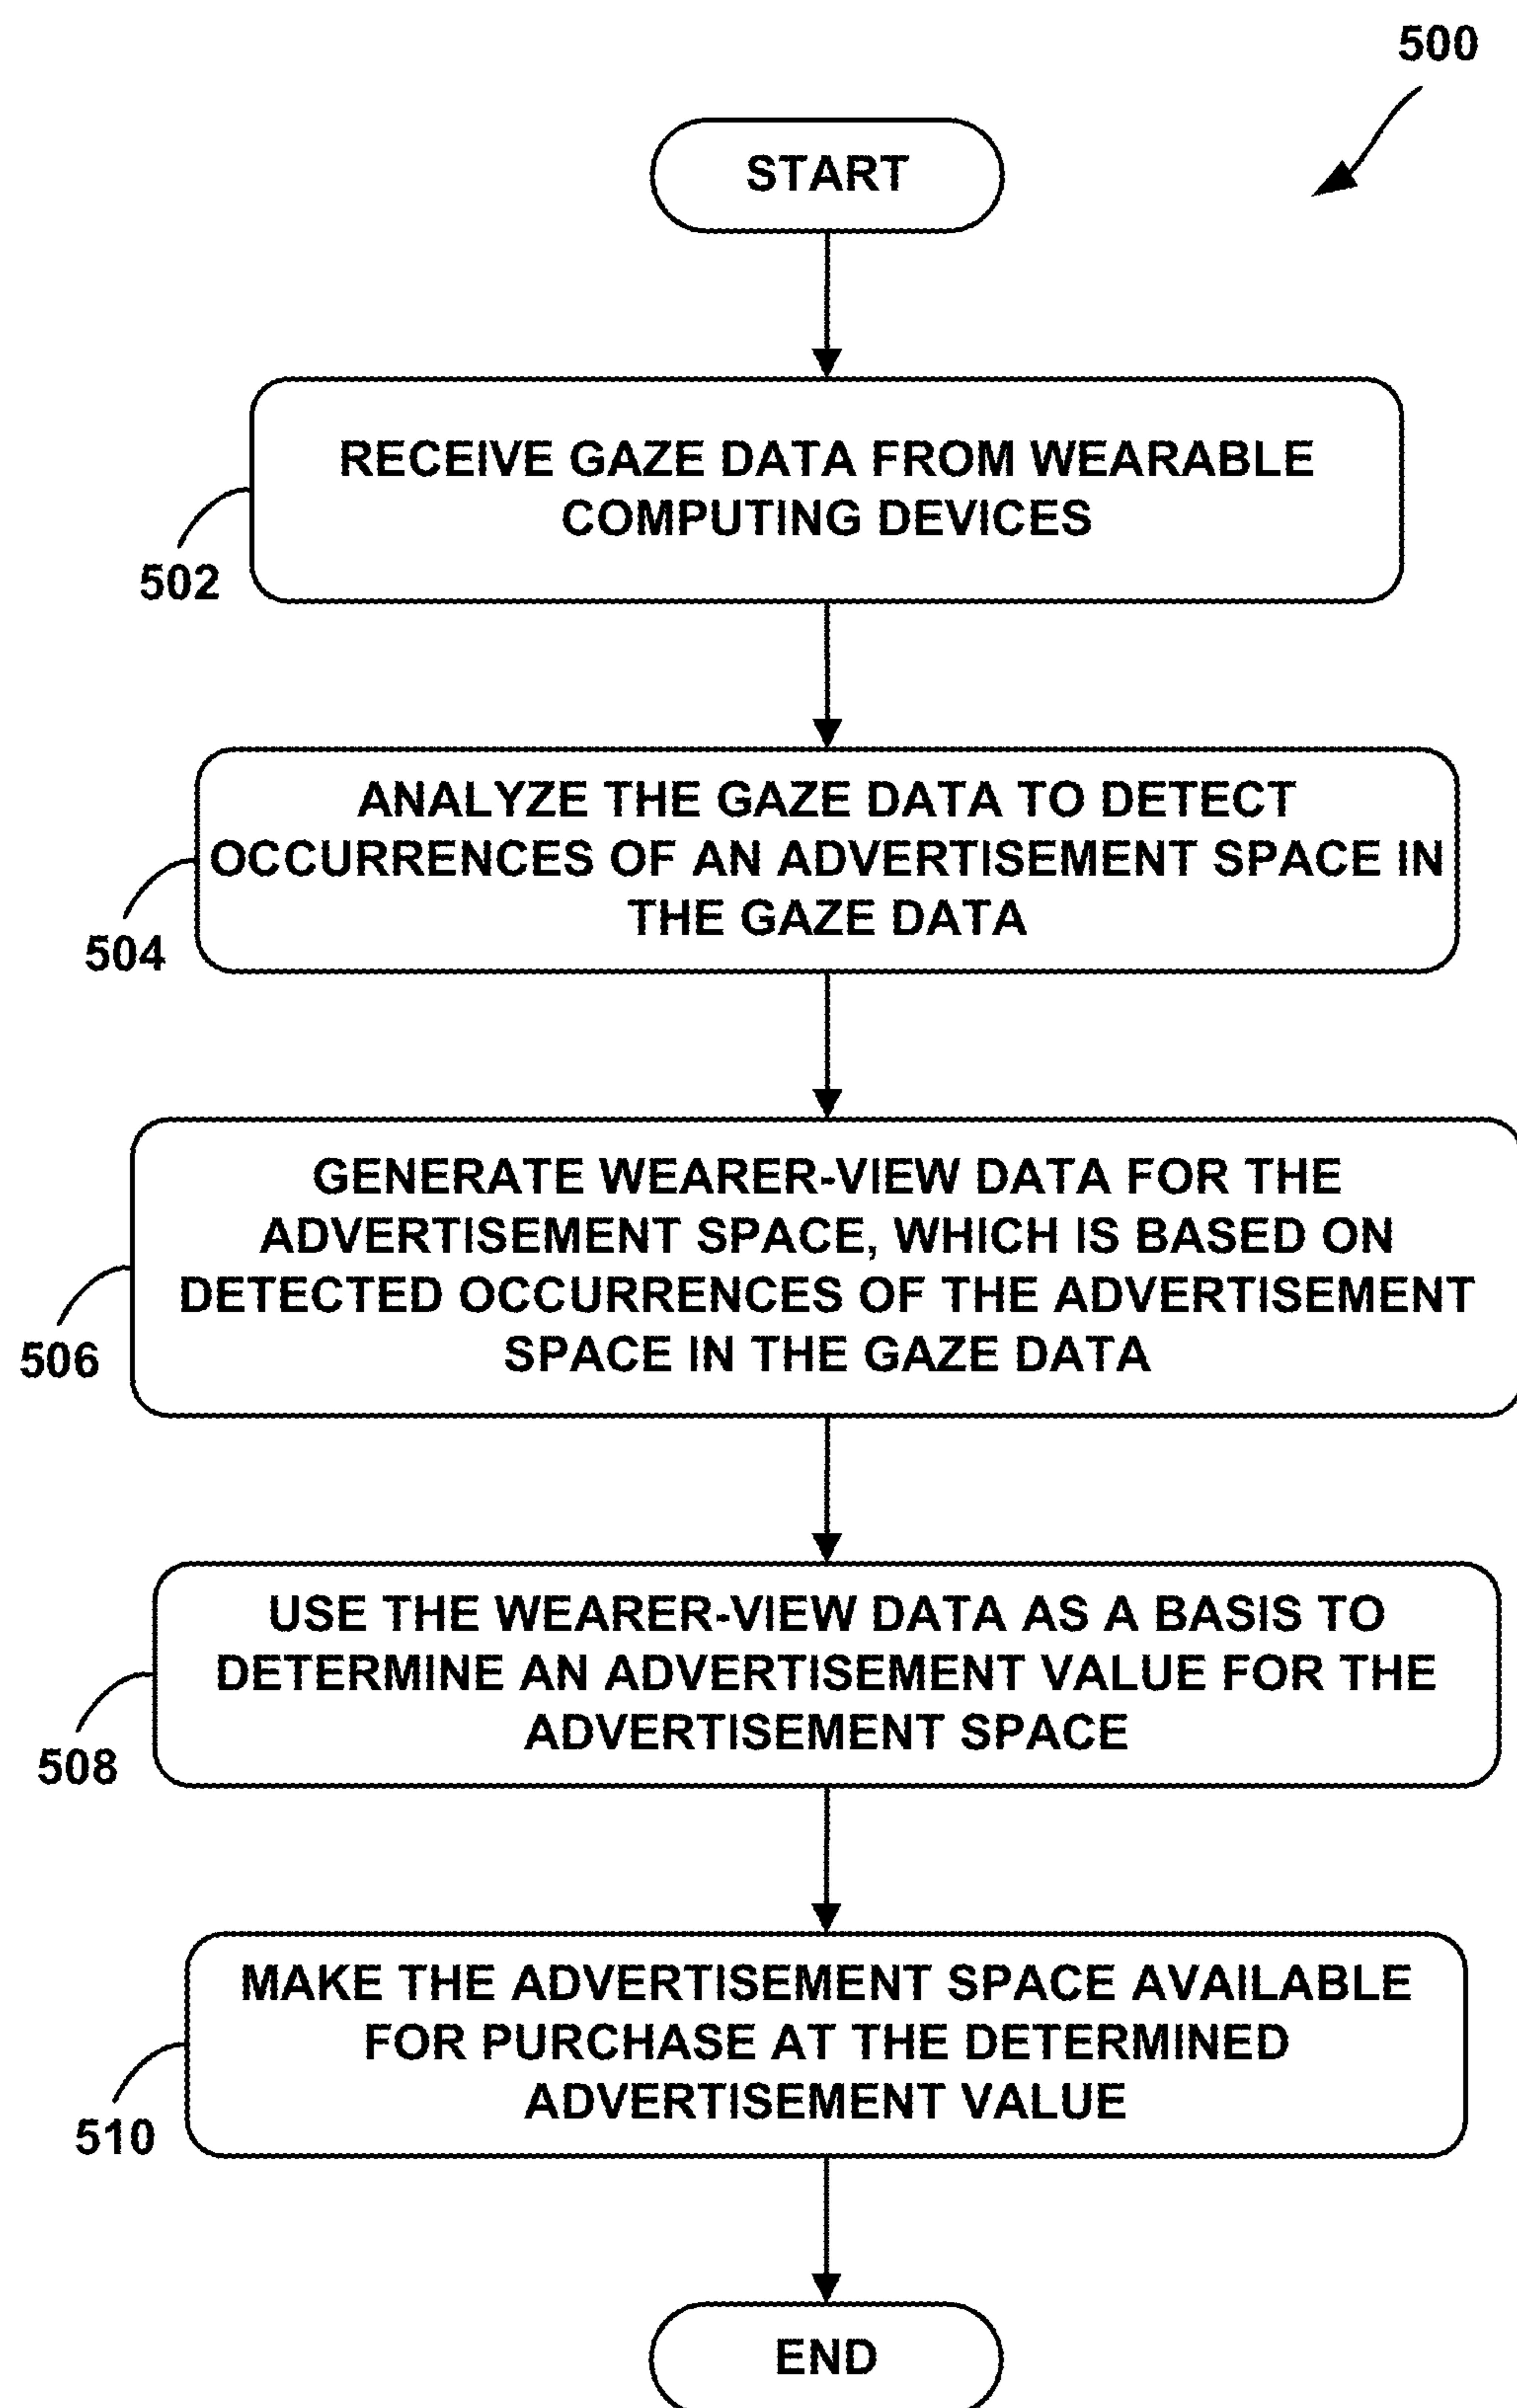 500
START
RECEIVE GAZE DATA FROM WEARABLE
COMPUTING DEVICES
502
ANALYZE THE GAZE DATA TO DETECT
OCCURRENCES OF AN ADVERTISEMENT SPACE IN
THE GAZE DATA
504
GENERATE WEARER-VIEW DATA FOR THE
ADVERTISEMENT SPACE, WHICH IS BASED ON
DETECTED OCCURRENCES OF THE ADVERTISEMENT
SPACE IN THE GAZE DATA
506
USE THE WEARER-VIEW DATA AS A BASIS TO
DETERMINE AN ADVERTISEMENT VALUE FOR THE
ADVERTISEMENT SPACE
508
MAKE THE ADVERTISEMENT SPACE AVAILABLE
FOR PURCHASE AT THE DETERMINED
ADVERTISEMENT VALUE
510
END